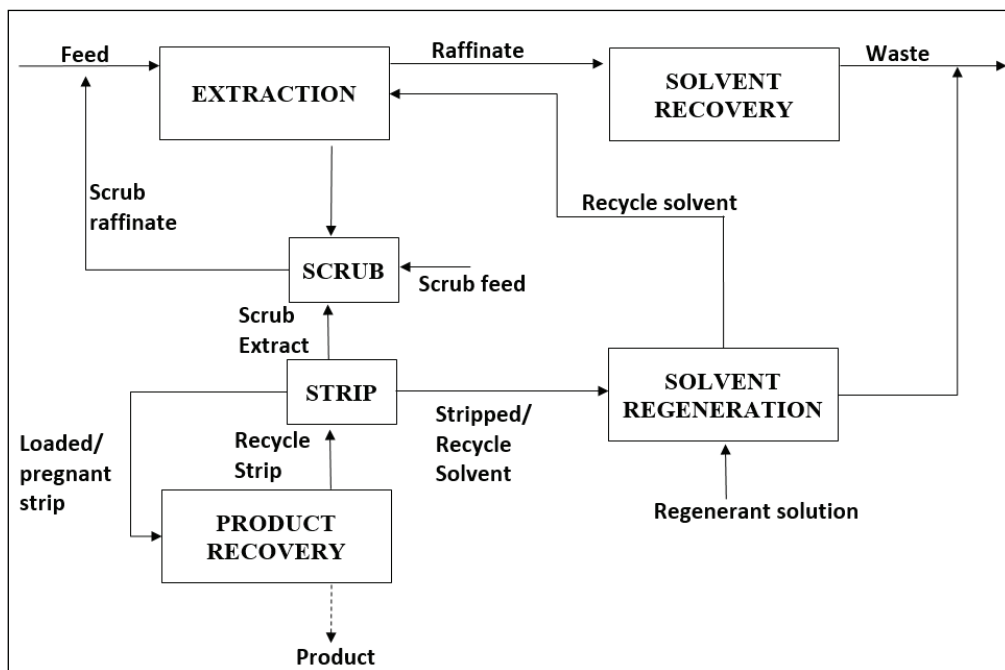 Feed
Raffinate
Waste
EXTRACTION
SOLVENT
RECOVERY
Scrub
raffinate
Recycle solvent
SCRUB
Scrub feed
Scrub
Extract
STRIP
SOLVENT
REGENERATION
Loaded/
pregnant
strip
Recycle
Strip
Stripped/
Recycle
Solvent
PRODUCT
RECOVERY
Regenerant solution
Product